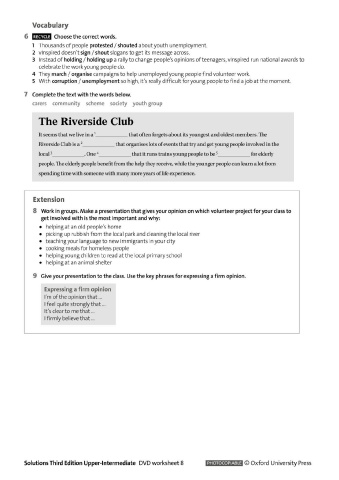 Vocabulary
6 RECYCLE Choose the correct words.
1 Thousands of people protested / shouted about youth unemployment.
2 vInspired doesn't sign / shout slogans to get its message across.
3 Instead of holding / holding up a rally to change people's opinions of teenagers, vInspired run national awards to
celebrate the work young people do.
4 They march / organise campaigns to help unemployed young people find volunteer work.
5 With corruption / unemployment so high, it's really difficult for young people to find a job at the moment.
7 Complete the text with the words below.
carers community scheme society youth group
The Riverside Club
It seems that we live in a 1____________ that often forgets about its youngest and oldest members. The
Riverside Club is a 2____________ that organises lots of events that try and get young people involved in the
local 3____________. One 4____________ that it runs trains young people to be 5____________ for elderly
people. The elderly people benefit from the help they receive, while the younger people can learn a lot from
spending time with someone with many more years of life experience.
Extension
8 Work in groups. Make a presentation that gives your opinion on which volunteer project for your class to
get involved with is the most important and why:
• helping at an old people's home
• picking up rubbish from the local park and cleaning the local river
• teaching your language to new immigrants in your city
• cooking meals for homeless people
• helping young children to read at the local primary school
• helping at an animal shelter
9 Give your presentation to the class. Use the key phrases for expressing a firm opinion.
Expressing a firm opinion
I'm of the opinion that ...
I feel quite strongly that ...
It's clear to me that ...
I firmly believe that ...
Solutions Third Edition Upper-Intermediate DVD worksheet 8 PHOTOCOPIABLE © Oxford University Press